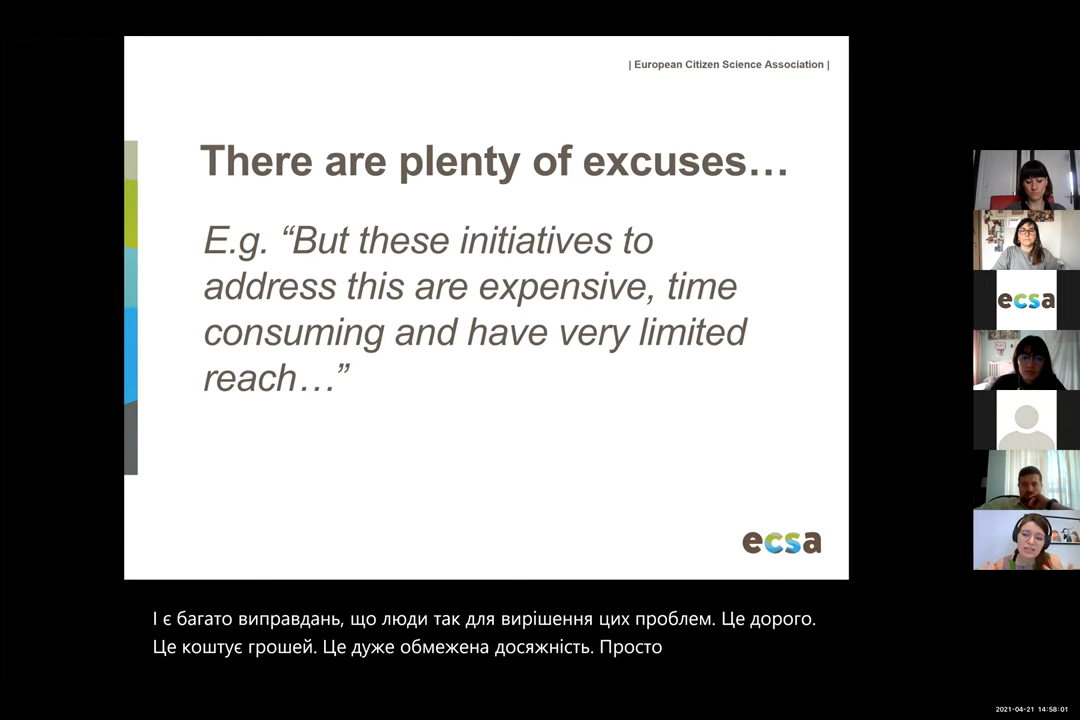 | European Citizen Science Association |
There are plenty of excuses…
E.g. “But these initiatives to
address this are expensive, time
consuming and have very limited
reach…”
ecsa
ecsa
І є багато виправдань, що люди так для вирішення цих проблем. Це дорого.
Це коштує грошей. Це дуже обмежена досяжність. Просто
2021-04-21 14:58:01